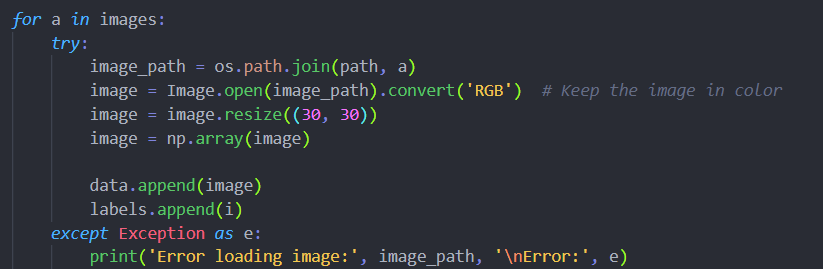 for a in images:
    try:
        image_path = os.path.join(path, a)
        image = Image.open(image_path).convert('RGB')  # Keep the image in color
        image = image.resize((30, 30))
        image = np.array(image)

        data.append(image)
        labels.append(i)
    except Exception as e:
        print('Error loading image:', image_path, '\nError:', e)